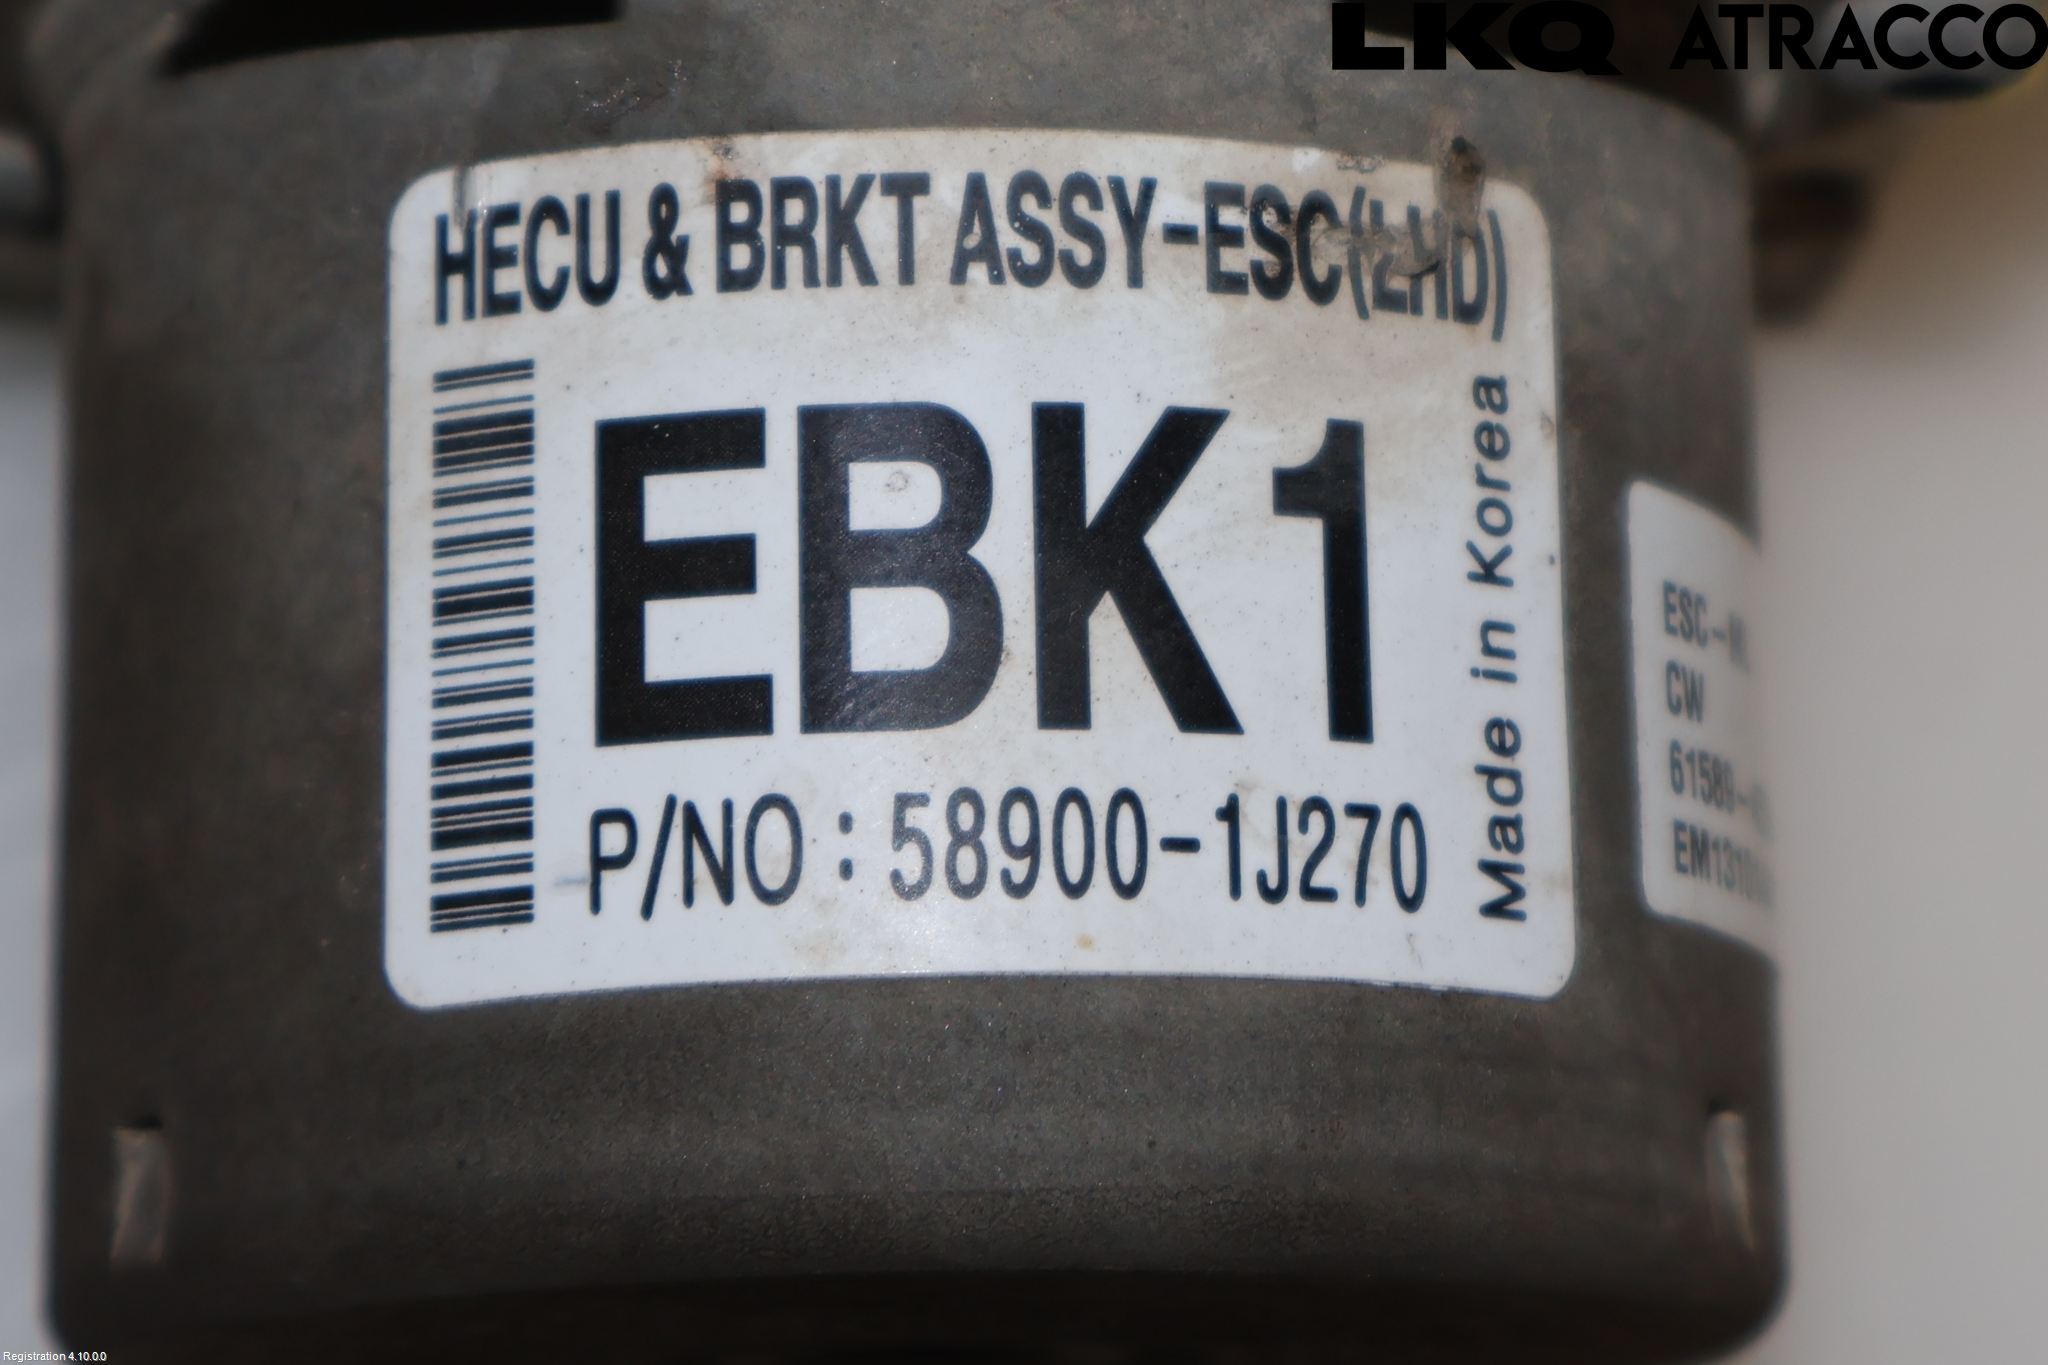 LKQ ATRACCO
HECU & BRKT ASSY-ESC(LHD)
EBK1
P/NO : 58900-1J270
Made in Korea
CW
Registration 4.10.0.0